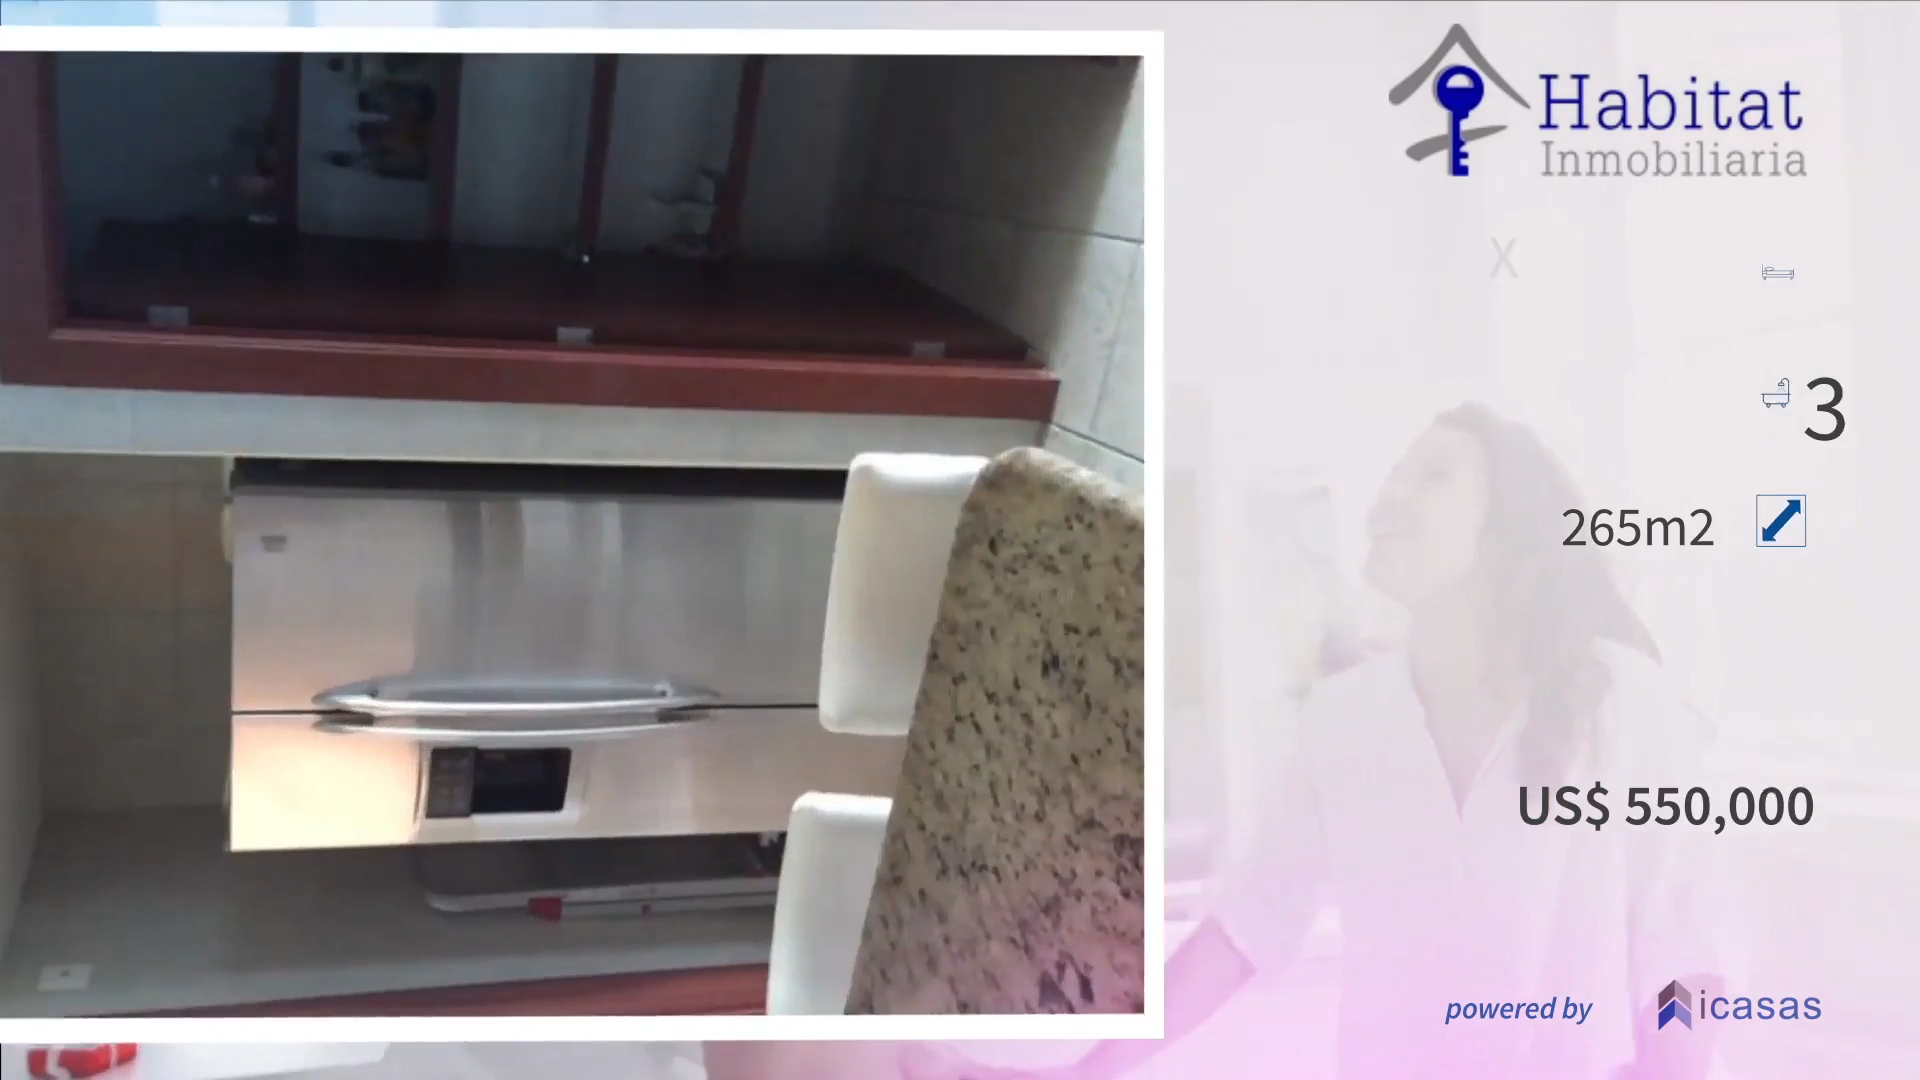 Habitat
Inmobiliaria
X
3
265m2
US$ 550,000
powered by icasas